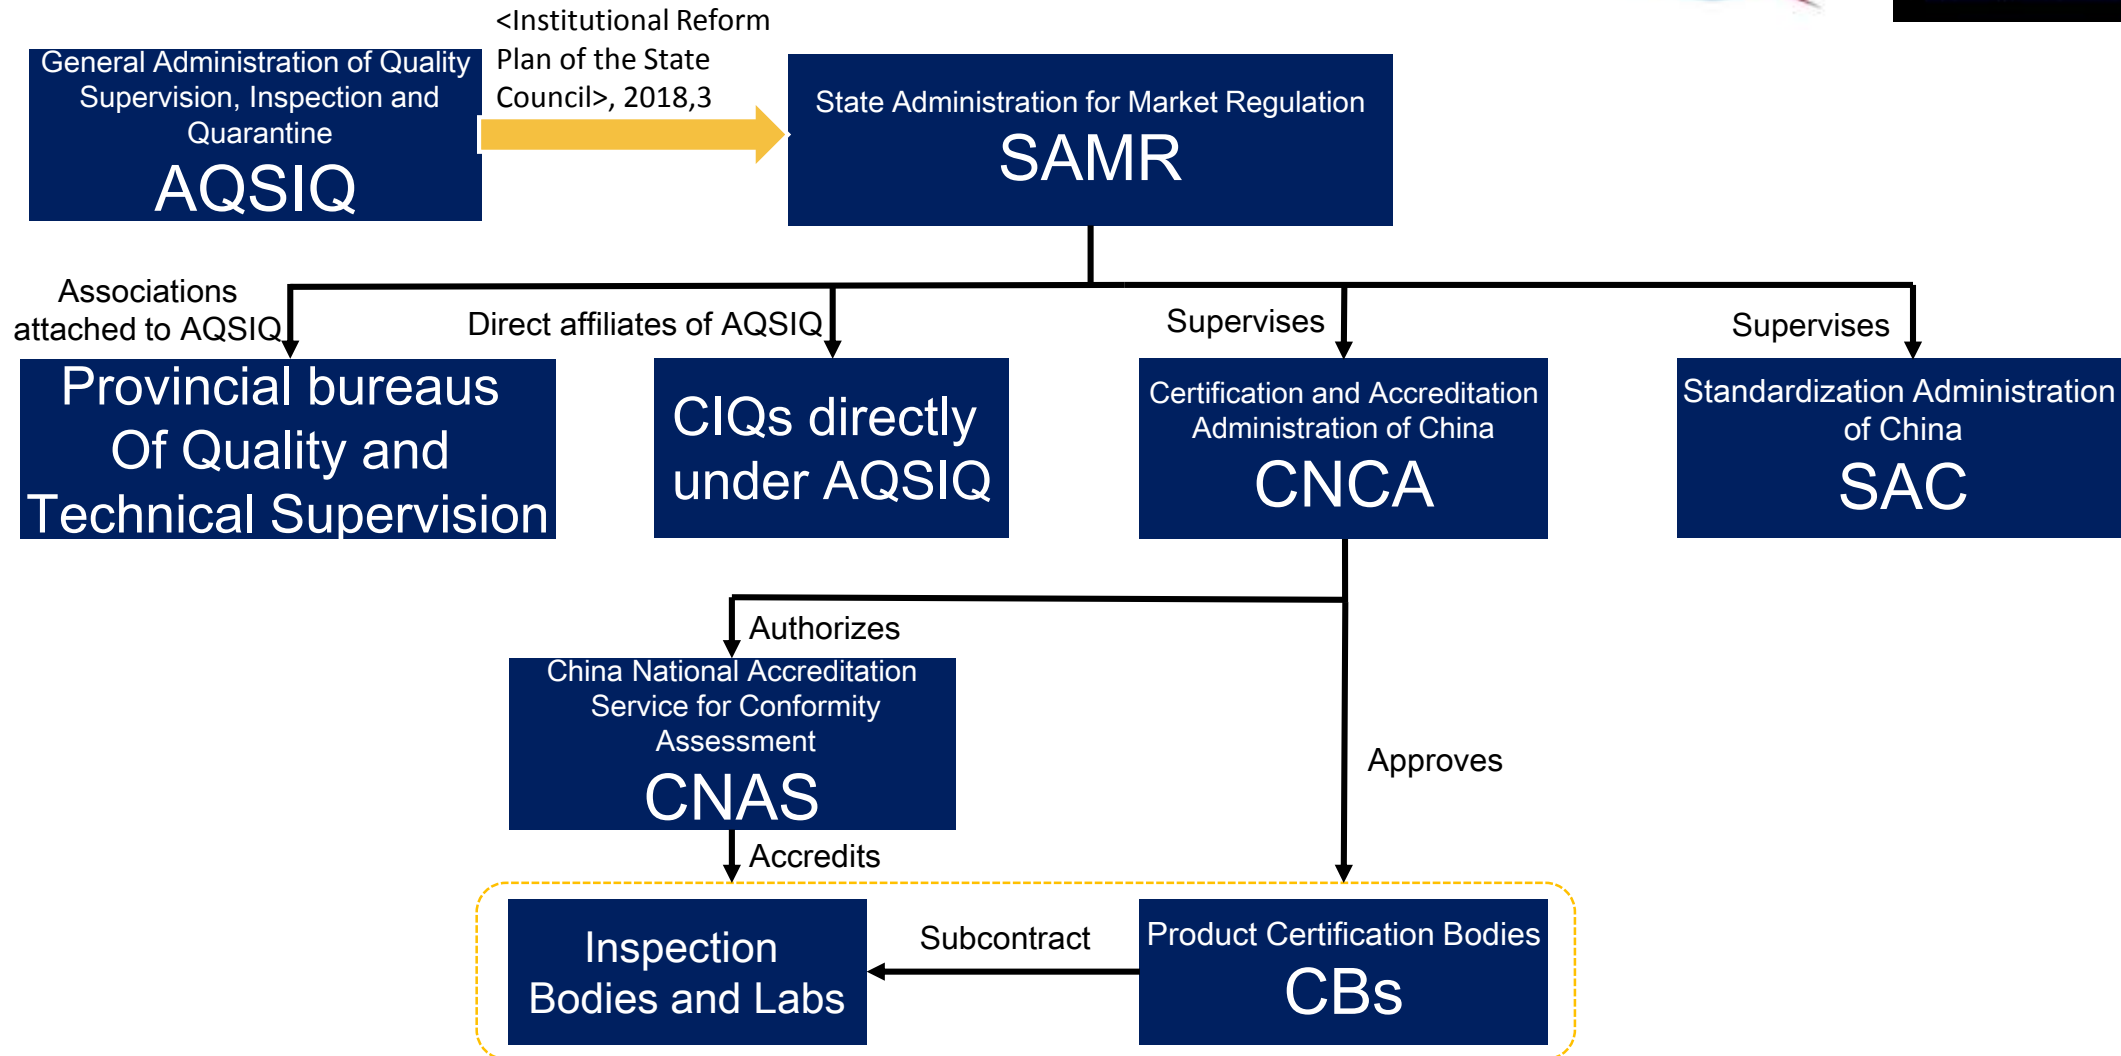 <Institutional Reform
Plan of the State
Council>, 2018,3
General Administration of Quality
Supervision, Inspection and
Quarantine
AQSIQ
State Administration for Market Regulation
SAMR
Associations
attached to AQSIQ
Direct affiliates of AQSIQ
Supervises
Supervises
Provincial bureaus
Of Quality and
Technical Supervision
CIQs directly
under AQSIQ
Certification and Accreditation
Administration of China
CNCA
Standardization Administration
of China
SAC
Authorizes
China National Accreditation
Service for Conformity
Assessment
CNAS
Approves
Accredits
Inspection
Bodies and Labs
Subcontract
Product Certification Bodies
CBs